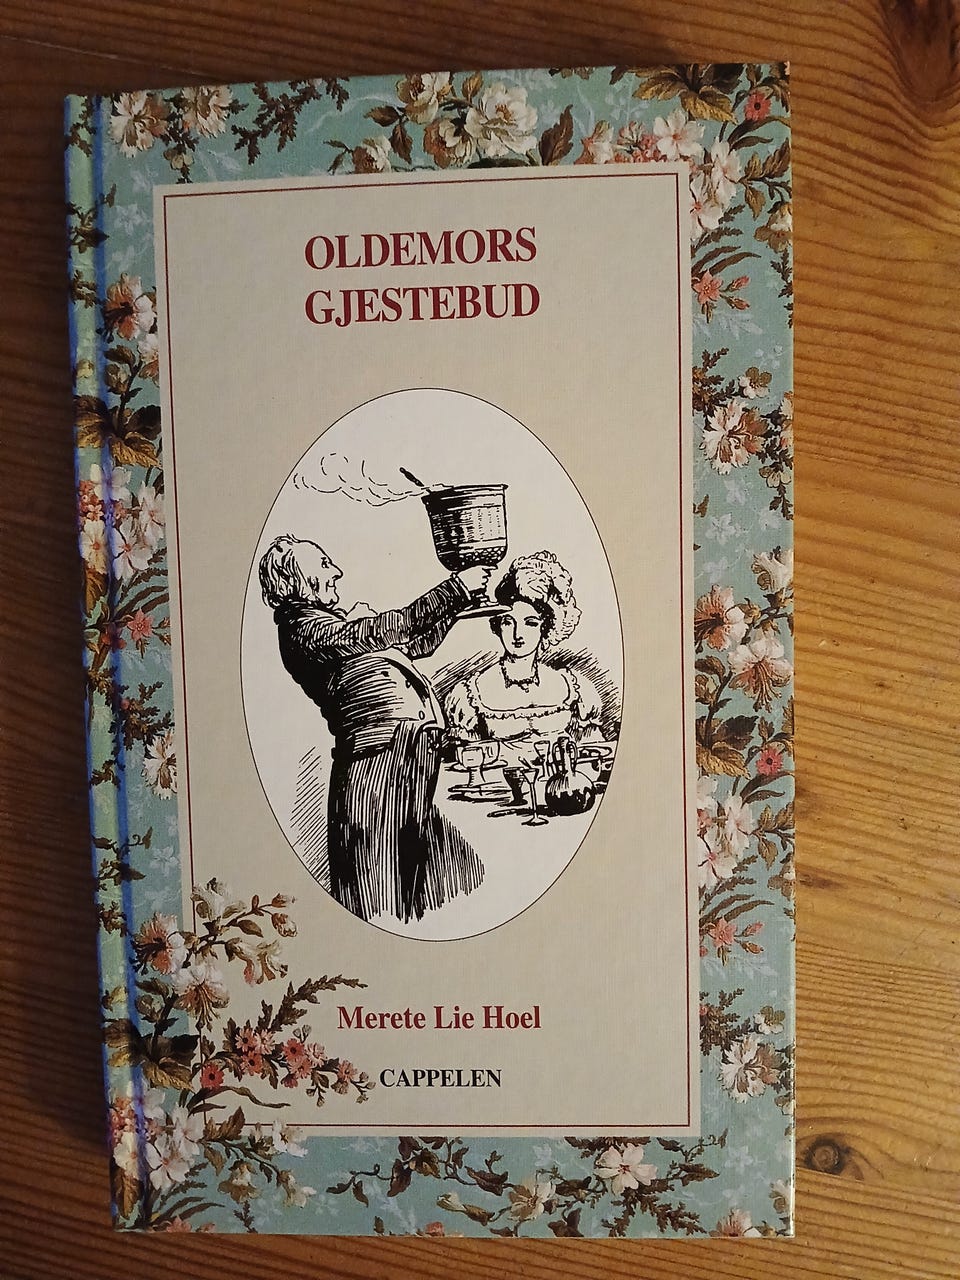 OLDEMORS
GJESTEBUD
Merete Lie Hoel
CAPPELEN